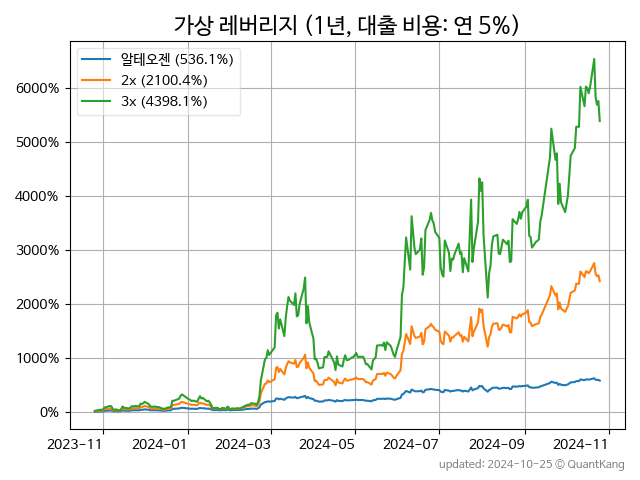 가상 레버리지 (1년, 대출 비용: 연 5%)
알테오젠 (536.1%)
2x (2100.4%)
3x (4398.1%)
6000%
5000%
4000%
3000%
2000%
1000%
0%
2023-11 2024-01 2024-03 2024-05 2024-07 2024-09 2024-11
updated: 2024-10-25 © QuantKang